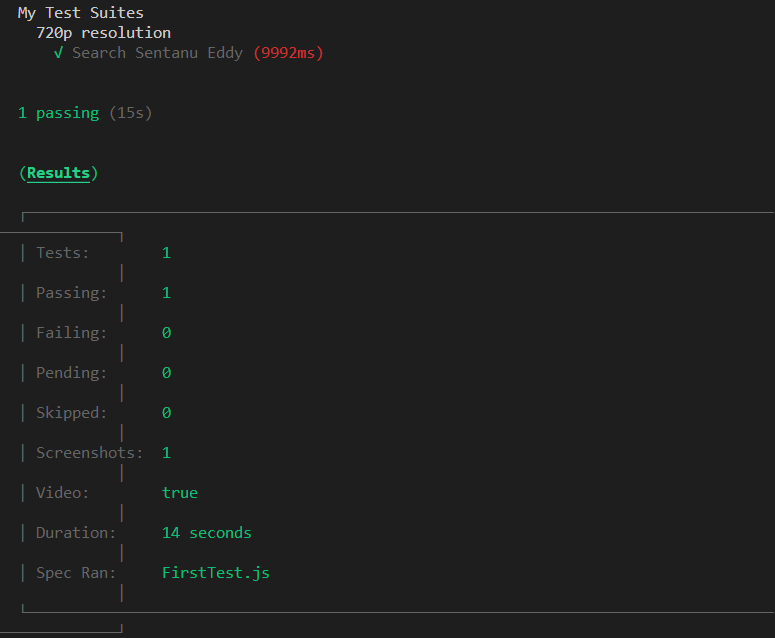 My Test Suites
720p resolution
√ Search Sentanu Eddy (9992ms)
1 passing (15s)
(Results)
Tests: 1
Passing: 1
Failing: 0
Pending: 0
Skipped: 0
Screenshots: 1
Video: true
Duration: 14 seconds
Spec Ran: FirstTest.js